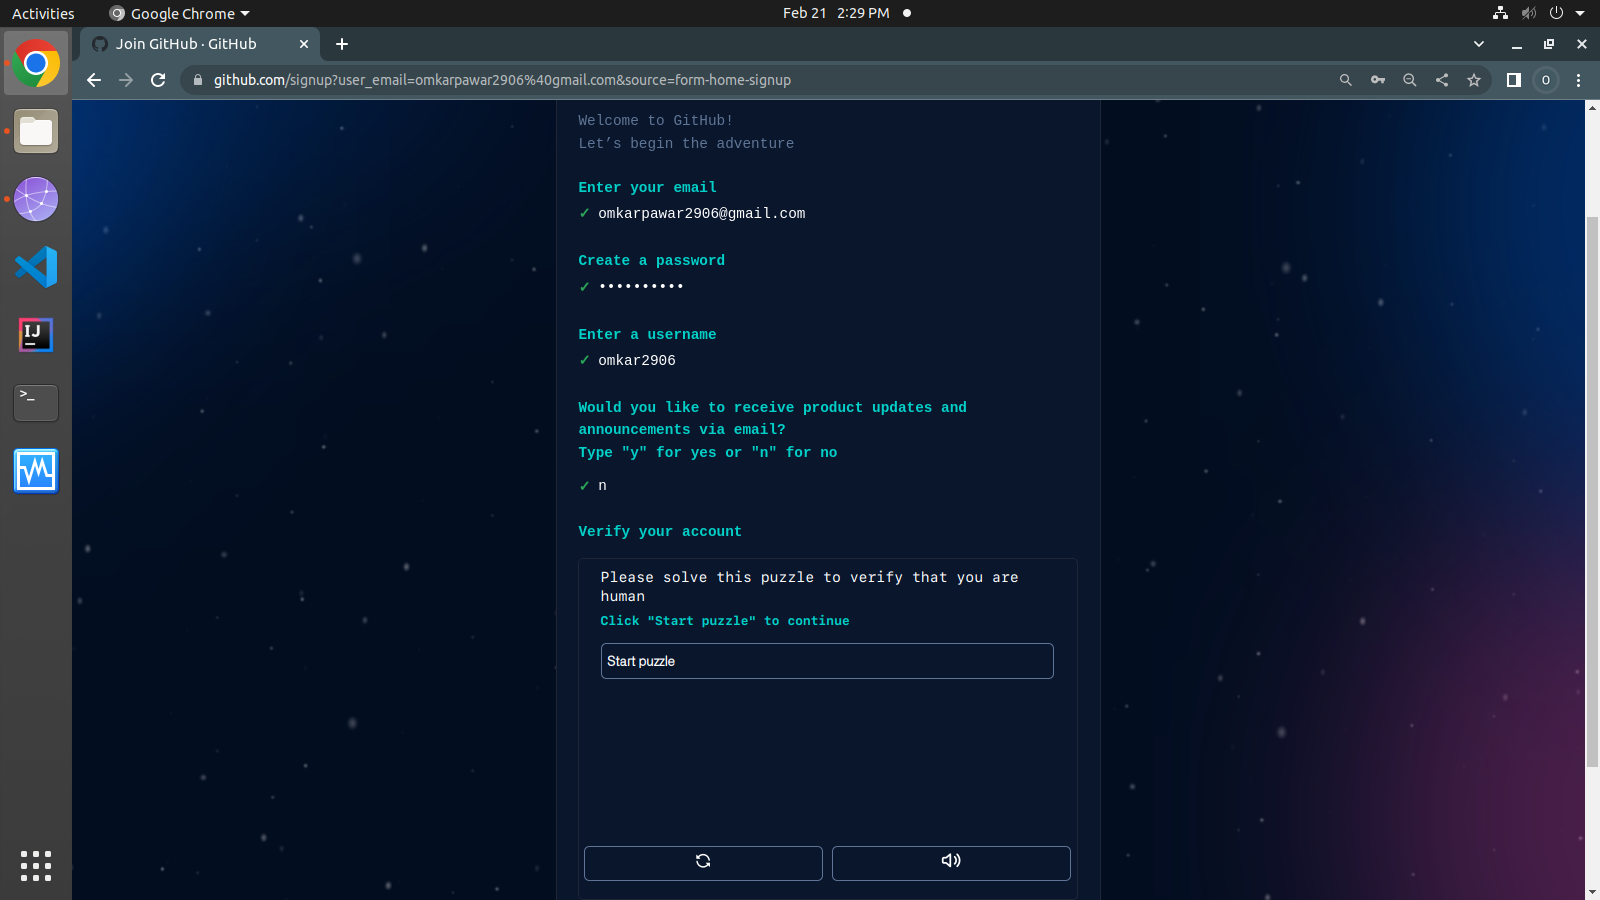 Activities
Google Chrome
Feb 21 2:29 PM
Join GitHub · GitHub
github.com/signup?user_email=omkarpawar2906%40gmail.com&source=form-home-signup
O
Welcome to GitHub!
Let’s begin the adventure
Enter your email
✓ omkarpawar2906@gmail.com
Create a password
✓ ••••••••••
Enter a username
✓ omkar2906
Would you like to receive product updates and
announcements via email?
Type "y" for yes or "n" for no
✓ n
Verify your account
Please solve this puzzle to verify that you are
human
Click "Start puzzle" to continue
Start puzzle
IJ
>_